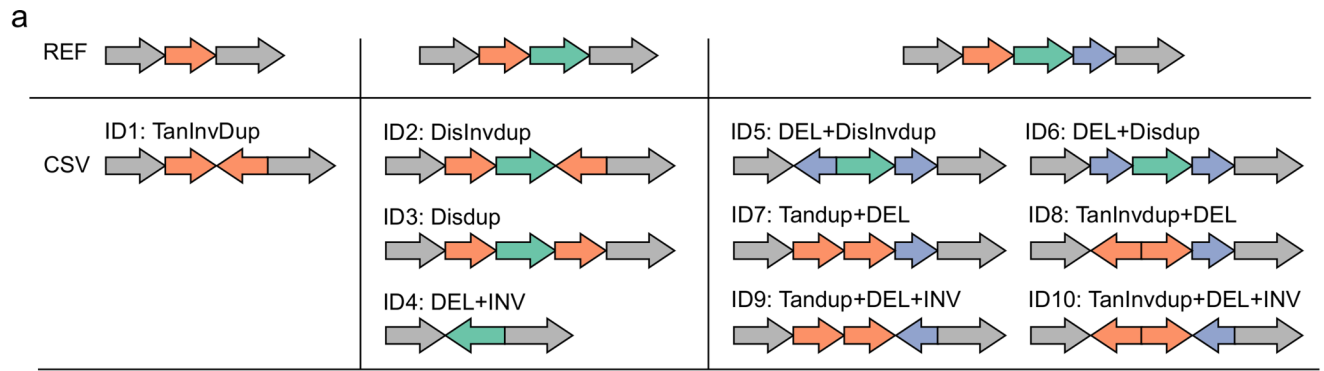 a
REF
CSV
ID1: TanInvDup
ID2: DisInvdup
ID3: Disdup
ID4: DEL+INV
ID5: DEL+DisInvdup
ID6: DEL+Disdup
ID7: Tandup+DEL
ID8: TanInvdup+DEL
ID9: Tandup+DEL+INV
ID10: TanInvdup+DEL+INV